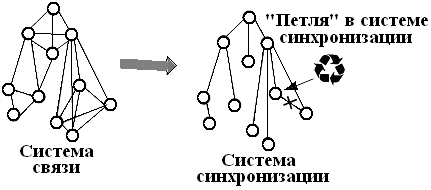 "Петля" в системе
синхронизации
Система
связи
Система
синхронизации